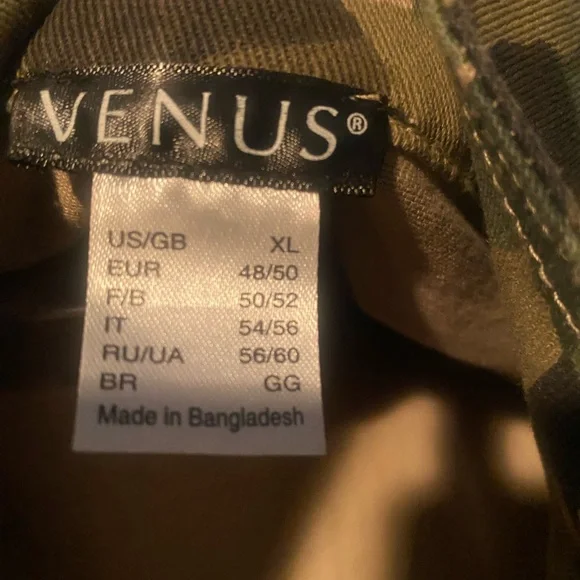 VENUS®
US/GB XL
EUR 48/50
F/B 50/52
IT 54/56
RU/UA 56/60
BR GG
Made in Bangladesh